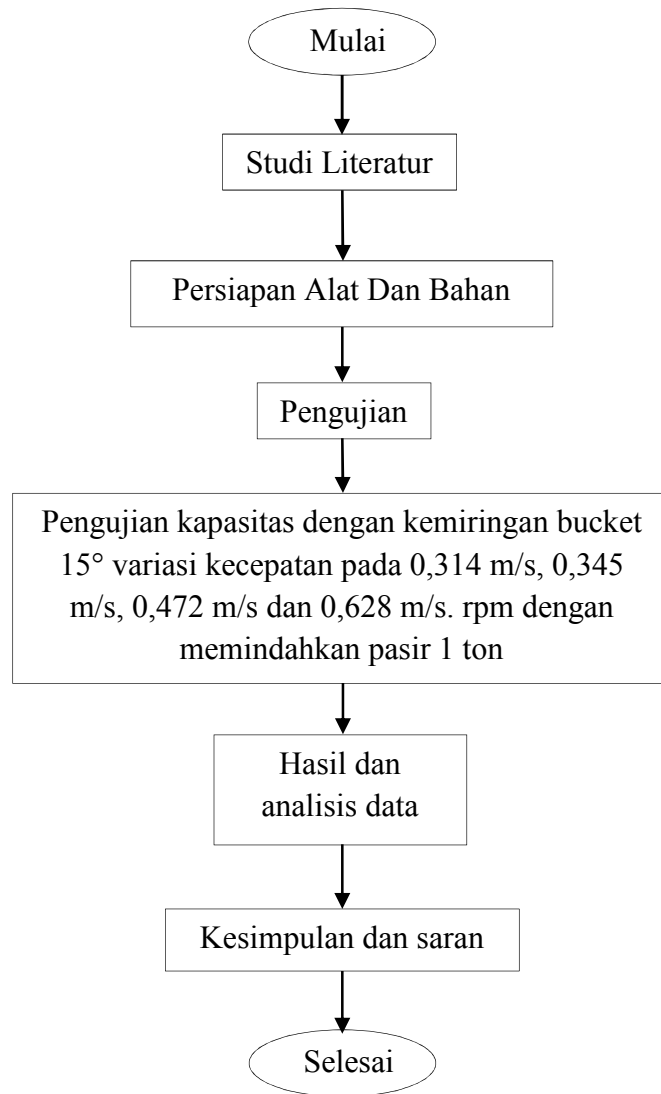 Mulai
Studi Literatur
Persiapan Alat Dan Bahan
Pengujian
Pengujian kapasitas dengan kemiringan bucket
15° variasi kecepatan pada 0,314 m/s, 0,345
m/s, 0,472 m/s dan 0,628 m/s. rpm dengan
memindahkan pasir 1 ton
Hasil dan
analisis data
Kesimpulan dan saran
Selesai